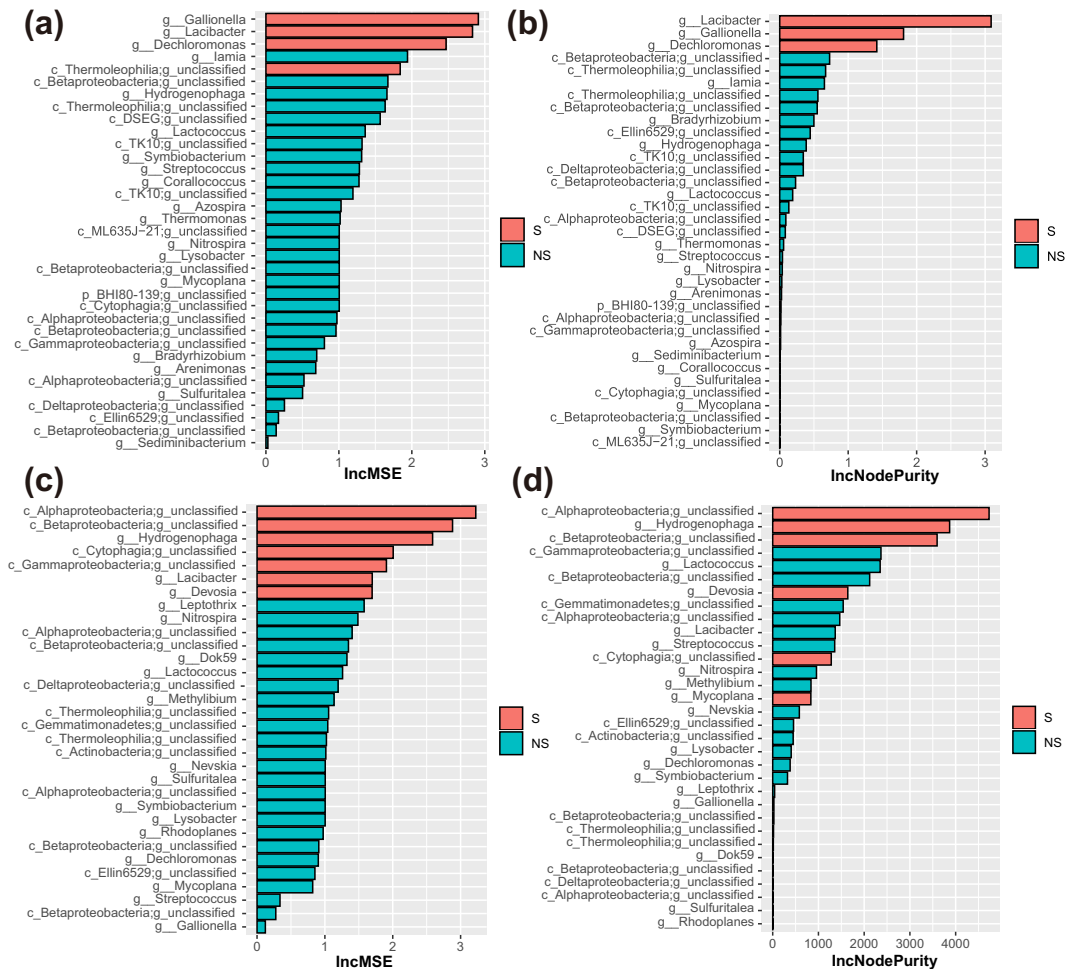 (a)
g__Gallionella
g__Lacibacter
g__Dechloromonas
g__Iamia
c_Thermoleophilia;g_unclassified
c_Betaproteobacteria;g_unclassified
g__Hydrogenophaga
c_Thermoleophilia;g_unclassified
c_DSEG;g_unclassified
g__Lactococcus
c_TK10;g_unclassified
g__Symbiobacterium
g__Streptococcus
g__Corallococcus
c_TK10;g_unclassified
g__Azospira
g__Thermomonas
c_ML635J−21;g_unclassified
g__Nitrospira
g__Lysobacter
c_Betaproteobacteria;g_unclassified
g__Mycoplana
p_BHI80-139;g_unclassified
c_Cytophagia;g_unclassified
c_Alphaproteobacteria;g_unclassified
c_Betaproteobacteria;g_unclassified
c_Gammaproteobacteria;g_unclassified
g__Bradyrhizobium
g__Arenimonas
c_Alphaproteobacteria;g_unclassified
g__Sulfuritalea
c_Deltaproteobacteria;g_unclassified
c_Ellin6529;g_unclassified
c_Betaproteobacteria;g_unclassified
g__Sediminibacterium
0 1 2 3
IncMSE
S
NS
(b)
g__Lacibacter
g__Gallionella
g__Dechloromonas
c_Betaproteobacteria;g_unclassified
c_Thermoleophilia;g_unclassified
g__Iamia
c_Thermoleophilia;g_unclassified
c_Betaproteobacteria;g_unclassified
g__Bradyrhizobium
c_Ellin6529;g_unclassified
g__Hydrogenophaga
c_TK10;g_unclassified
c_Deltaproteobacteria;g_unclassified
c_Betaproteobacteria;g_unclassified
g__Lactococcus
c_TK10;g_unclassified
c_Alphaproteobacteria;g_unclassified
c__DSEG;g_unclassified
g__Thermomonas
g__Streptococcus
g__Nitrospira
g__Lysobacter
g__Arenimonas
p_BHI80-139;g_unclassified
c_Alphaproteobacteria;g_unclassified
c_Gammaproteobacteria;g_unclassified
g__Azospira
g__Sediminibacterium
g__Corallococcus
g__Sulfuritalea
c_Cytophagia;g_unclassified
g__Mycoplana
c_Betaproteobacteria;g_unclassified
g__Symbiobacterium
c_ML635J−21;g_unclassified
0 1 2 3
IncNodePurity
S
NS
(c)
c_Alphaproteobacteria;g_unclassified
c_Betaproteobacteria;g_unclassified
g__Hydrogenophaga
c_Cytophagia;g_unclassified
c_Gammaproteobacteria;g_unclassified
g__Lacibacter
g__Devosia
g__Leptothrix
g__Nitrospira
c_Alphaproteobacteria;g_unclassified
c_Betaproteobacteria;g_unclassified
g__Dok59
g__Lactococcus
c_Deltaproteobacteria;g_unclassified
g__Methylibium
c_Thermoleophilia;g_unclassified
c_Gemmatimonadetes;g_unclassified
c_Thermoleophilia;g_unclassified
c_Actinobacteria;g_unclassified
g__Nevskia
g__Sulfuritalea
c_Alphaproteobacteria;g_unclassified
g__Symbiobacterium
g__Lysobacter
g__Rhodoplanes
c_Betaproteobacteria;g_unclassified
g__Dechloromonas
c_Ellin6529;g_unclassified
g__Mycoplana
g__Streptococcus
c_Betaproteobacteria;g_unclassified
g__Gallionella
0 1 2 3
IncMSE
S
NS
(d)
c_Alphaproteobacteria;g_unclassified
g__Hydrogenophaga
c_Betaproteobacteria;g_unclassified
c_Gammaproteobacteria;g_unclassified
g__Lactococcus
c_Betaproteobacteria;g_unclassified
g__Devosia
c_Gemmatimonadetes;g_unclassified
c_Alphaproteobacteria;g_unclassified
g__Lacibacter
g__Streptococcus
c_Cytophagia;g_unclassified
g__Nitrospira
g__Methylibium
g__Mycoplana
g__Nevskia
c_Ellin6529;g_unclassified
c_Actinobacteria;g_unclassified
g__Lysobacter
g__Dechloromonas
g__Symbiobacterium
g__Leptothrix
g__Gallionella
c_Betaproteobacteria;g_unclassified
c_Thermoleophilia;g_unclassified
c_Thermoleophilia;g_unclassified
g__Dok59
c_Betaproteobacteria;g_unclassified
c_Deltaproteobacteria;g_unclassified
c_Alphaproteobacteria;g_unclassified
g__Sulfuritalea
g__Rhodoplanes
0 1000 2000 3000 4000
IncNodePurity
S
NS